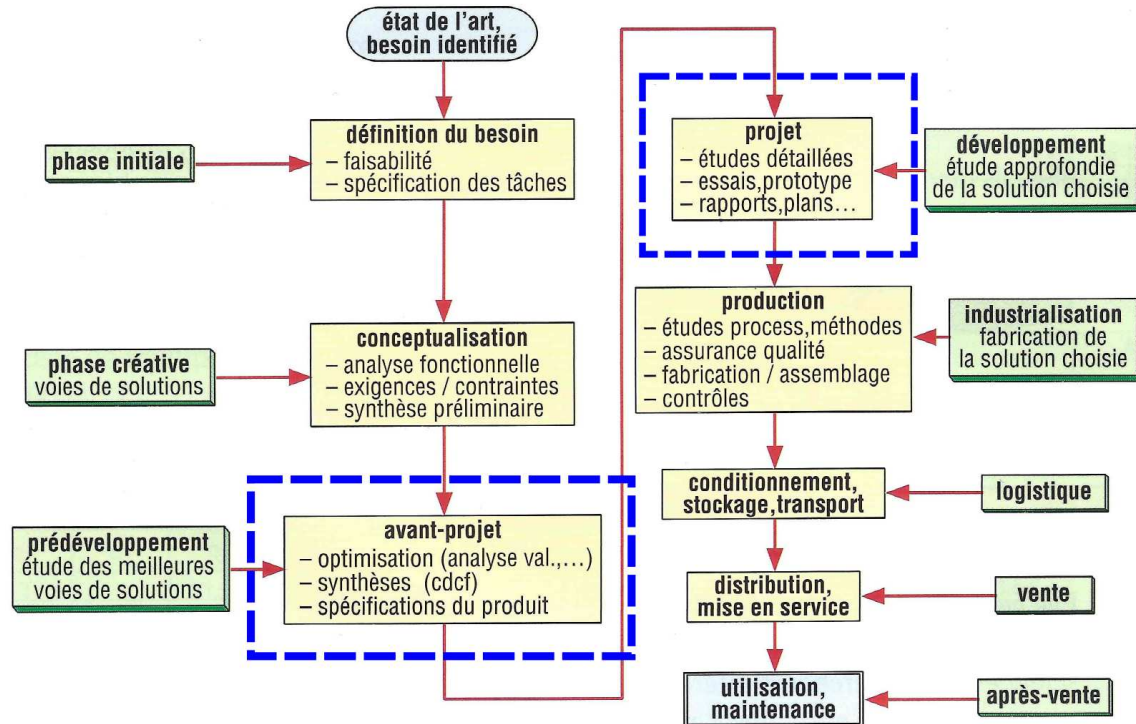 état de l'art,
besoin identifié
phase initiale
définition du besoin
– faisabilité
– spécification des tâches
phase créative
voies de solutions
conceptualisation
– analyse fonctionnelle
– exigences / contraintes
– synthèse préliminaire
prédéveloppement
étude des meilleures
voies de solutions
avant-projet
– optimisation (analyse val.,...)
– synthèses (cdcf)
– spécifications du produit
projet
– études détaillées
– essais,prototype
– rapports,plans...
développement
étude approfondie
de la solution choisie
production
– études process,méthodes
– assurance qualité
– fabrication / assemblage
– contrôles
industrialisation
fabrication de
la solution choisie
conditionnement,
stockage,transport
logistique
distribution,
mise en service
vente
utilisation,
maintenance
après-vente